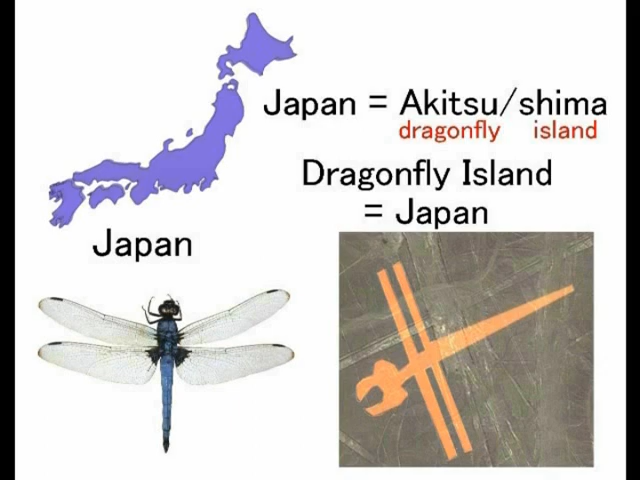 Japan = Akitsu/shima
dragonfly island
Dragonfly Island
= Japan
Japan